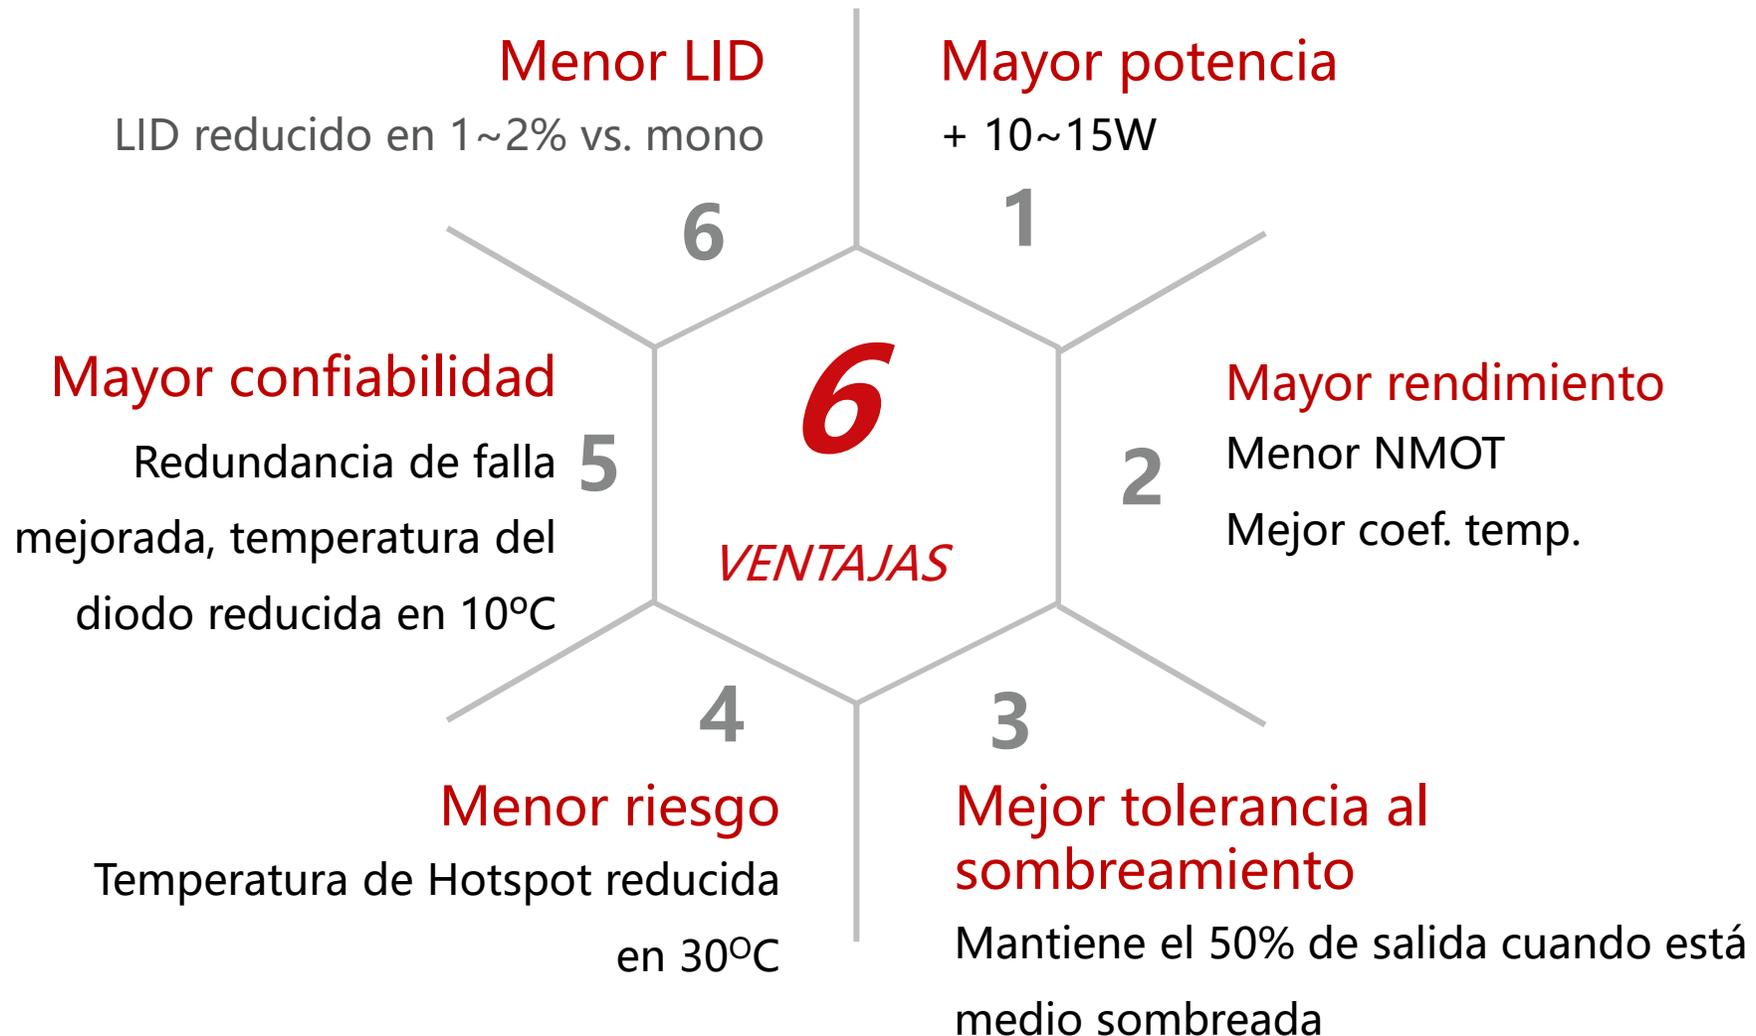 Menor LID
LID reducido en 1~2% vs. mono
6
Mayor potencia
+ 10~15W
1
Mayor confiabilidad
Redundancia de falla
mejorada, temperatura del
diodo reducida en 10ºC
5
6
VENTAJAS
2
Mayor rendimiento
Menor NMOT
Mejor coef. temp.
4
Menor riesgo
Temperatura de Hotspot reducida
en 30ºC
3
Mejor tolerancia al
sombreamiento
Mantiene el 50% de salida cuando está
medio sombreada